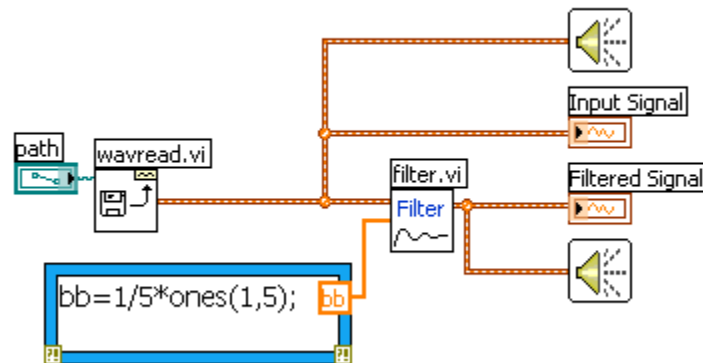 Input Signal
path
wavread.vi
filter.vi
Filtered Signal
Filter
bb=1/5*ones(1,5);
bb